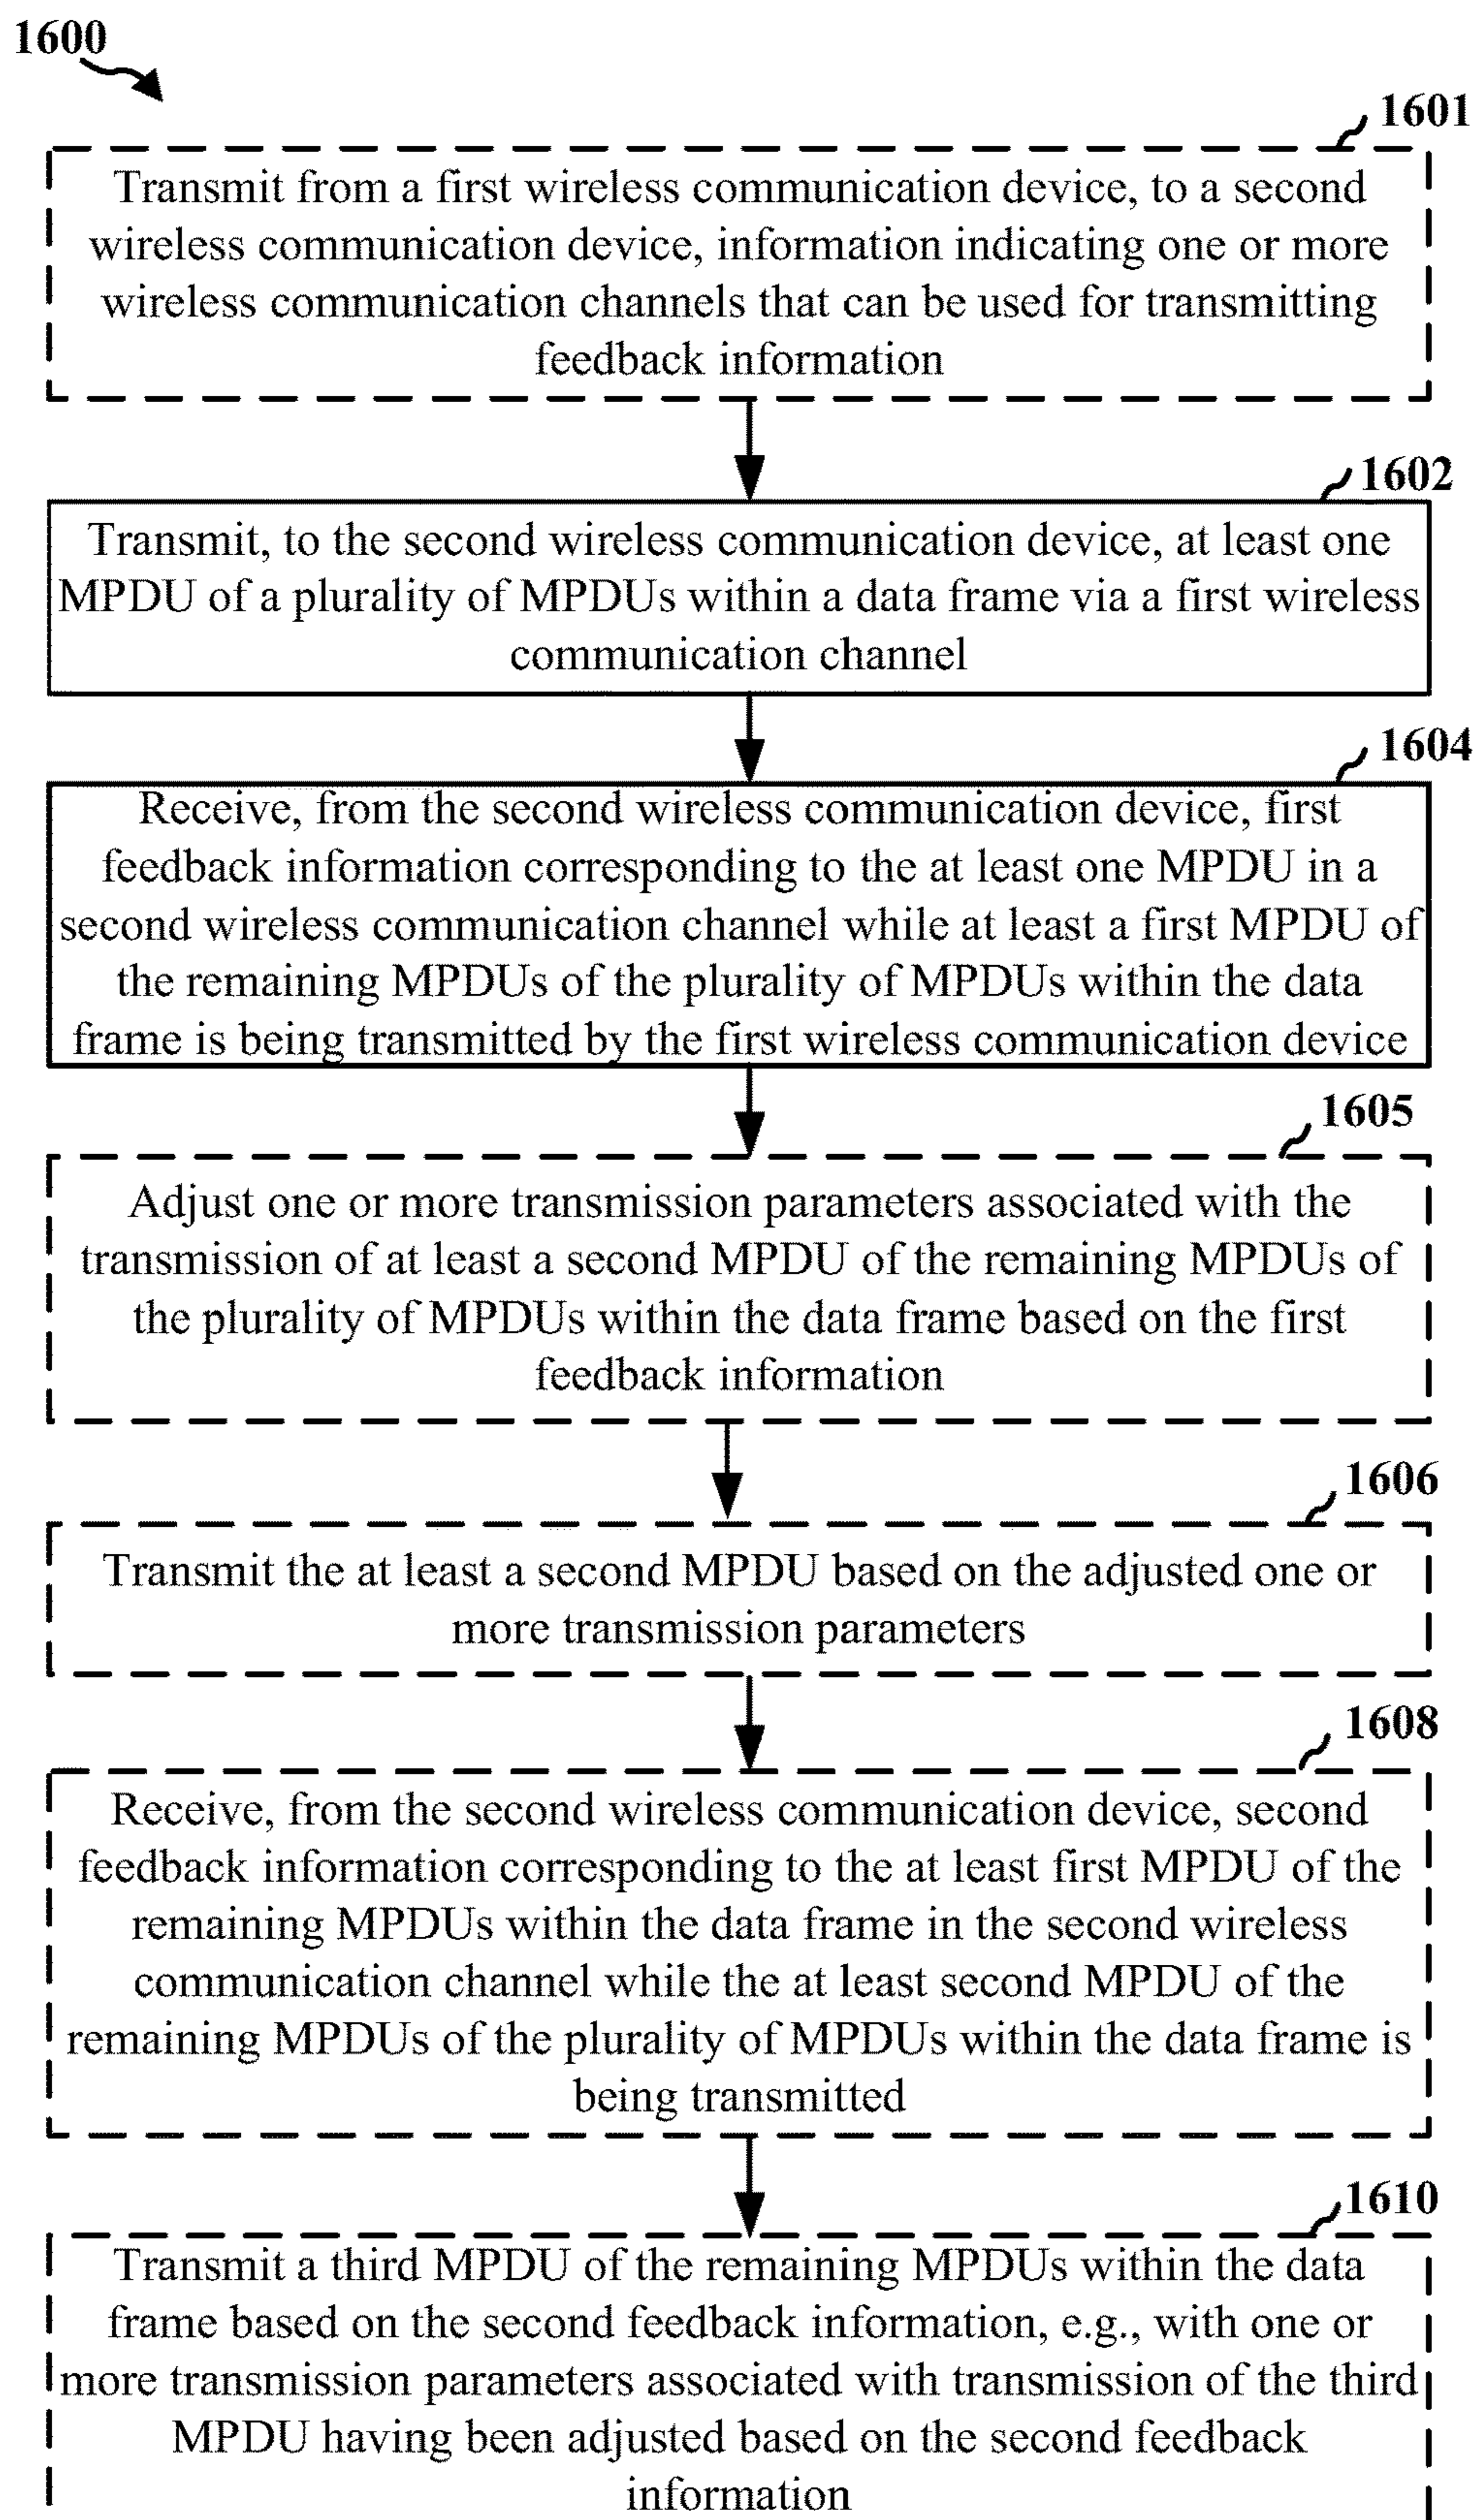 1600
1601
Transmit from a first wireless communication device, to a second
wireless communication device, information indicating one or more
wireless communication channels that can be used for transmitting
feedback information
1602
Transmit, to the second wireless communication device, at least one
MPDU of a plurality of MPDUs within a data frame via a first wireless
communication channel
1604
Receive, from the second wireless communication device, first
feedback information corresponding to the at least one MPDU in a
second wireless communication channel while at least a first MPDU of
the remaining MPDUs of the plurality of MPDUs within the data
frame is being transmitted by the first wireless communication device
1605
Adjust one or more transmission parameters associated with the
transmission of at least a second MPDU of the remaining MPDUs of
the plurality of MPDUs within the data frame based on the first
feedback information
1606
Transmit the at least a second MPDU based on the adjusted one or
more transmission parameters
1608
Receive, from the second wireless communication device, second
feedback information corresponding to the at least first MPDU of the
remaining MPDUs within the data frame in the second wireless
communication channel while the at least second MPDU of the
remaining MPDUs of the plurality of MPDUs within the data frame is
being transmitted
1610
Transmit a third MPDU of the remaining MPDUs within the data
frame based on the second feedback information, e.g., with one or
more transmission parameters associated with transmission of the third
MPDU having been adjusted based on the second feedback
information